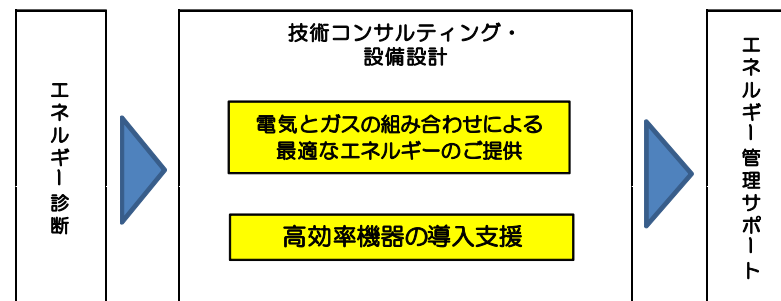 エネルギー診断
技術コンサルティング・
設備設計
電気とガスの組み合わせによる
最適なエネルギーのご提供
高効率機器の導入支援
エネルギー管理サポート